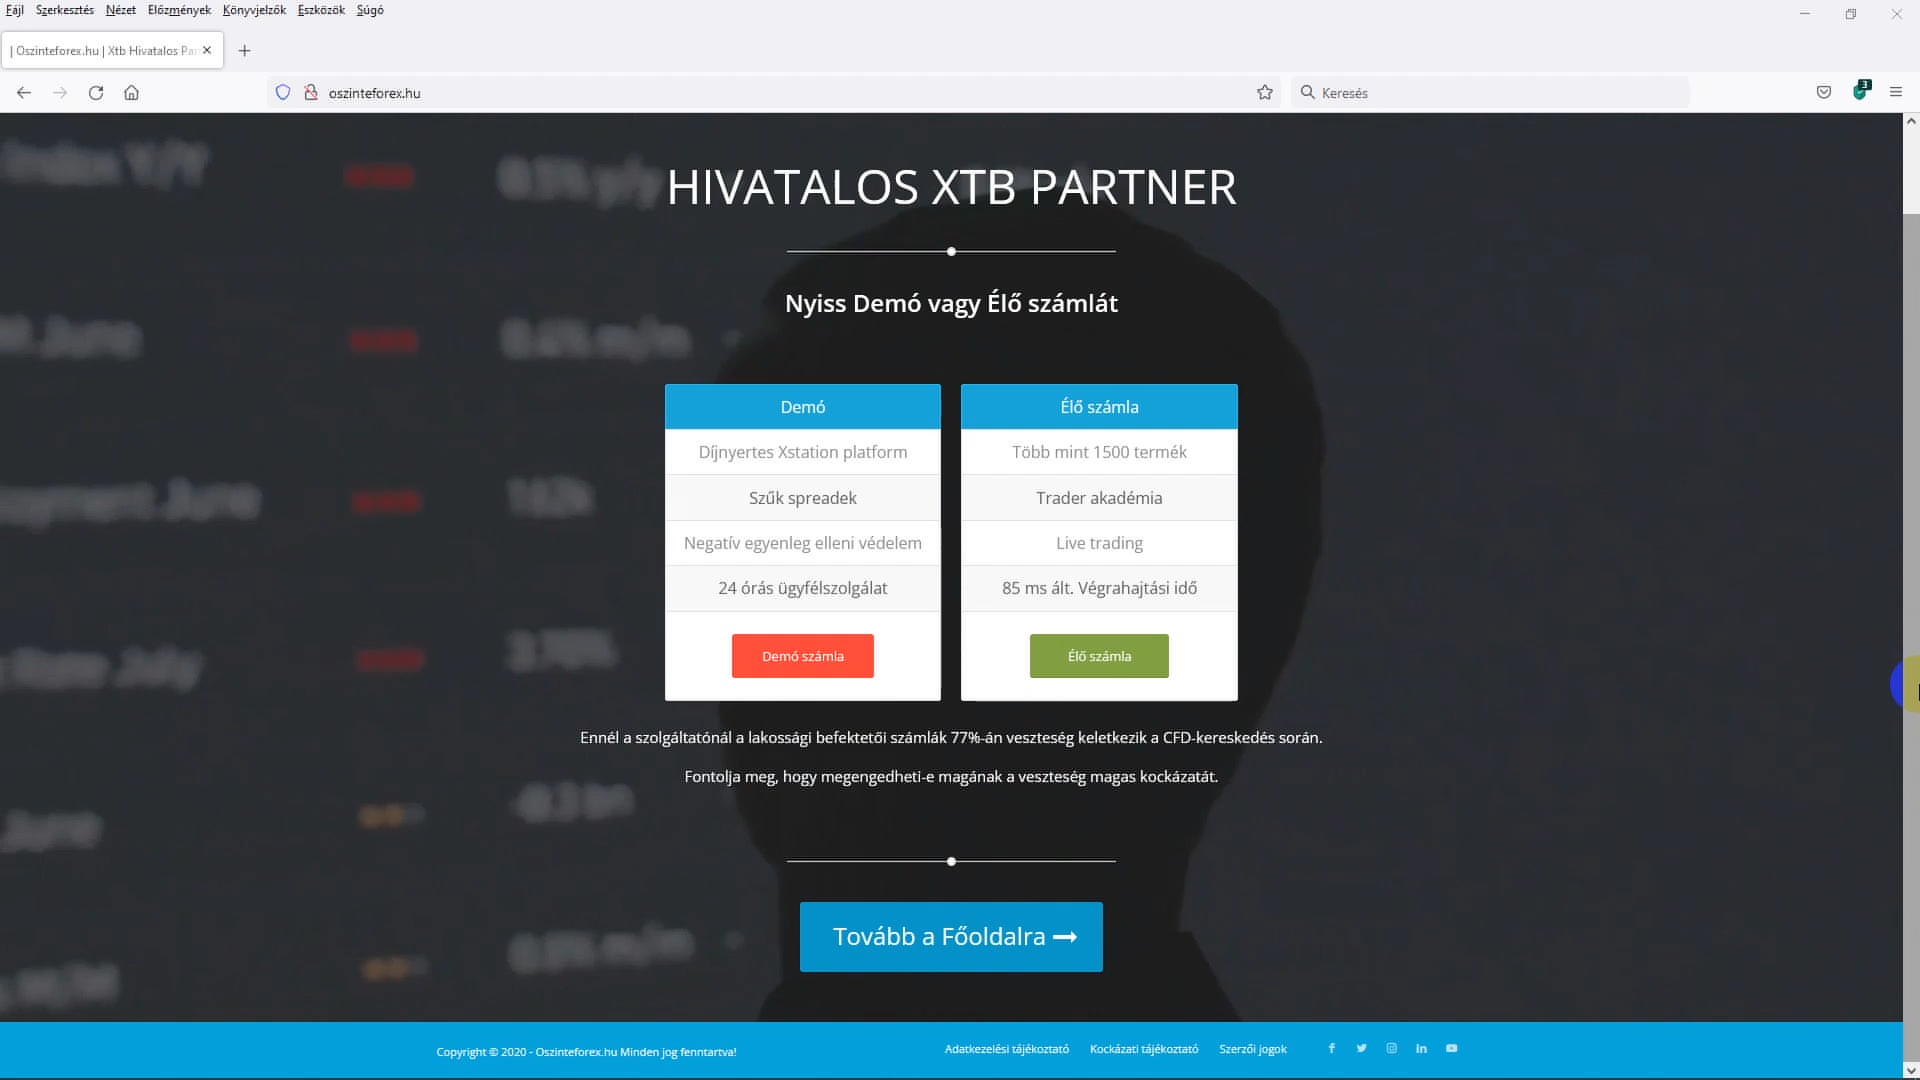 Fájl Szerkesztés Nézet Előzmények Könyvjelzők Eszközök Súgó
| Oszinteforex.hu | Xtb Hivatalos Par
oszinteforex.hu
Keresés
3
HIVATALOS XTB PARTNER
Nyiss Demó vagy Élő számlát
Demó
Díjnyertes Xstation platform
Szűk spreadek
Negatív egyenleg elleni védelem
24 órás ügyfélszolgálat
Demó számla
Élő számla
Több mint 1500 termék
Trader akadémia
Live trading
85 ms ált. Végrahajtási idő
Élő számla
Ennél a szolgáltatónál a lakossági befektetői számlák 77%-án veszteség keletkezik a CFD-kereskedés során.
Fontolja meg, hogy megengedheti-e magának a veszteség magas kockázatát.
Tovább a Főoldalra
Copyright © 2020 - Oszinteforex.hu Minden jog fenntartva!
Adatkezelési tájékoztató Kockázati tájékoztató Szerzői jogok